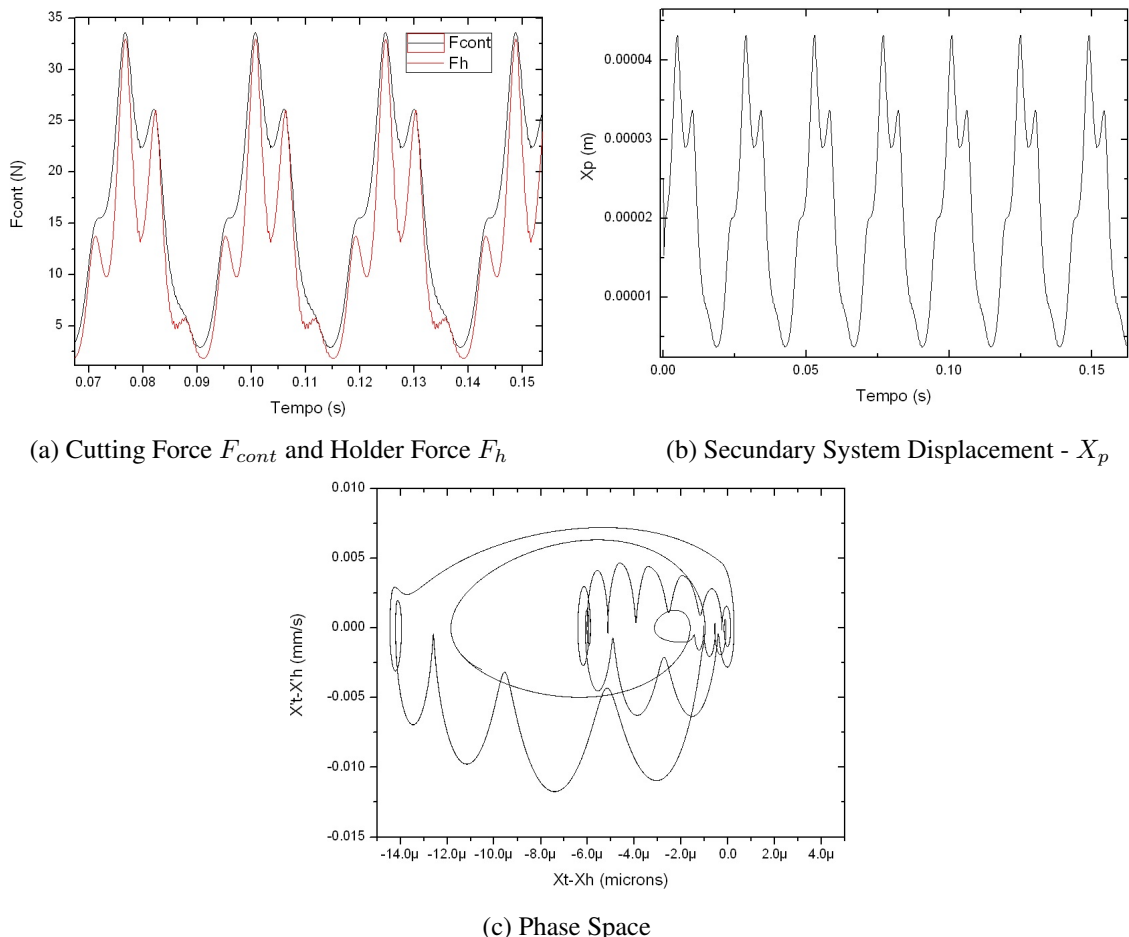 35
30
25
20
15
10
5
Fcont (N)
Fcont
Fh
0.07 0.08 0.09 0.10 0.11 0.12 0.13 0.14 0.15
Tempo (s)
(a) Cutting Force F_cont and Holder Force F_h
0.00004
0.00003
0.00002
0.00001
Xp (m)
0.00 0.05 0.10 0.15
Tempo (s)
(b) Secundary System Displacement - X_p
0.010
0.005
0.000
-0.005
-0.010
-0.015
X't-X'h (mm/s)
-14.0µ -12.0µ -10.0µ -8.0µ -6.0µ -4.0µ -2.0µ 0.0 2.0µ 4.0µ
Xt-Xh (microns)
(c) Phase Space